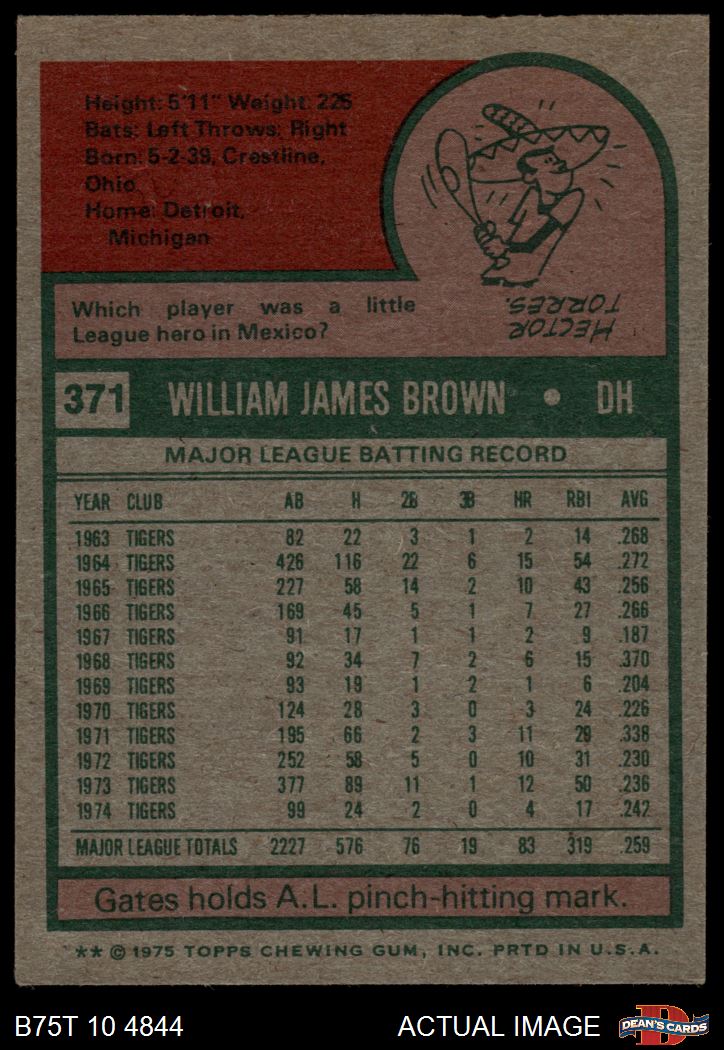 Height: 5'11" Weight: 225
Bats: Left Throws: Right
Born: 5-2-39, Crestline,
Ohio
Home: Detroit,
Michigan
Which player was a little
League hero in Mexico?
HECTOR
TORRES.
371 WILLIAM JAMES BROWN • DH
MAJOR LEAGUE BATTING RECORD
YEAR CLUB AB H 2B 3B HR RBI AVG
1963 TIGERS 82 22 3 1 2 14 .268
1964 TIGERS 426 116 22 6 15 54 .272
1965 TIGERS 227 58 14 2 10 43 .256
1966 TIGERS 169 45 5 1 7 27 .266
1967 TIGERS 91 17 1 1 2 9 .187
1968 TIGERS 92 34 7 2 6 15 .370
1969 TIGERS 93 19 1 2 1 6 .204
1970 TIGERS 124 28 3 0 3 24 .226
1971 TIGERS 195 66 2 3 11 29 .338
1972 TIGERS 252 58 5 0 10 31 .230
1973 TIGERS 377 89 11 1 12 50 .236
1974 TIGERS 99 24 2 0 4 17 .242
MAJOR LEAGUE TOTALS 2227 576 76 19 83 319 .259
Gates holds A.L. pinch-hitting mark.
** © 1975 TOPPS CHEWING GUM, INC. PRTD IN U.S.A.
B75T 10 4844 ACTUAL IMAGE D DEAN'S CARDS